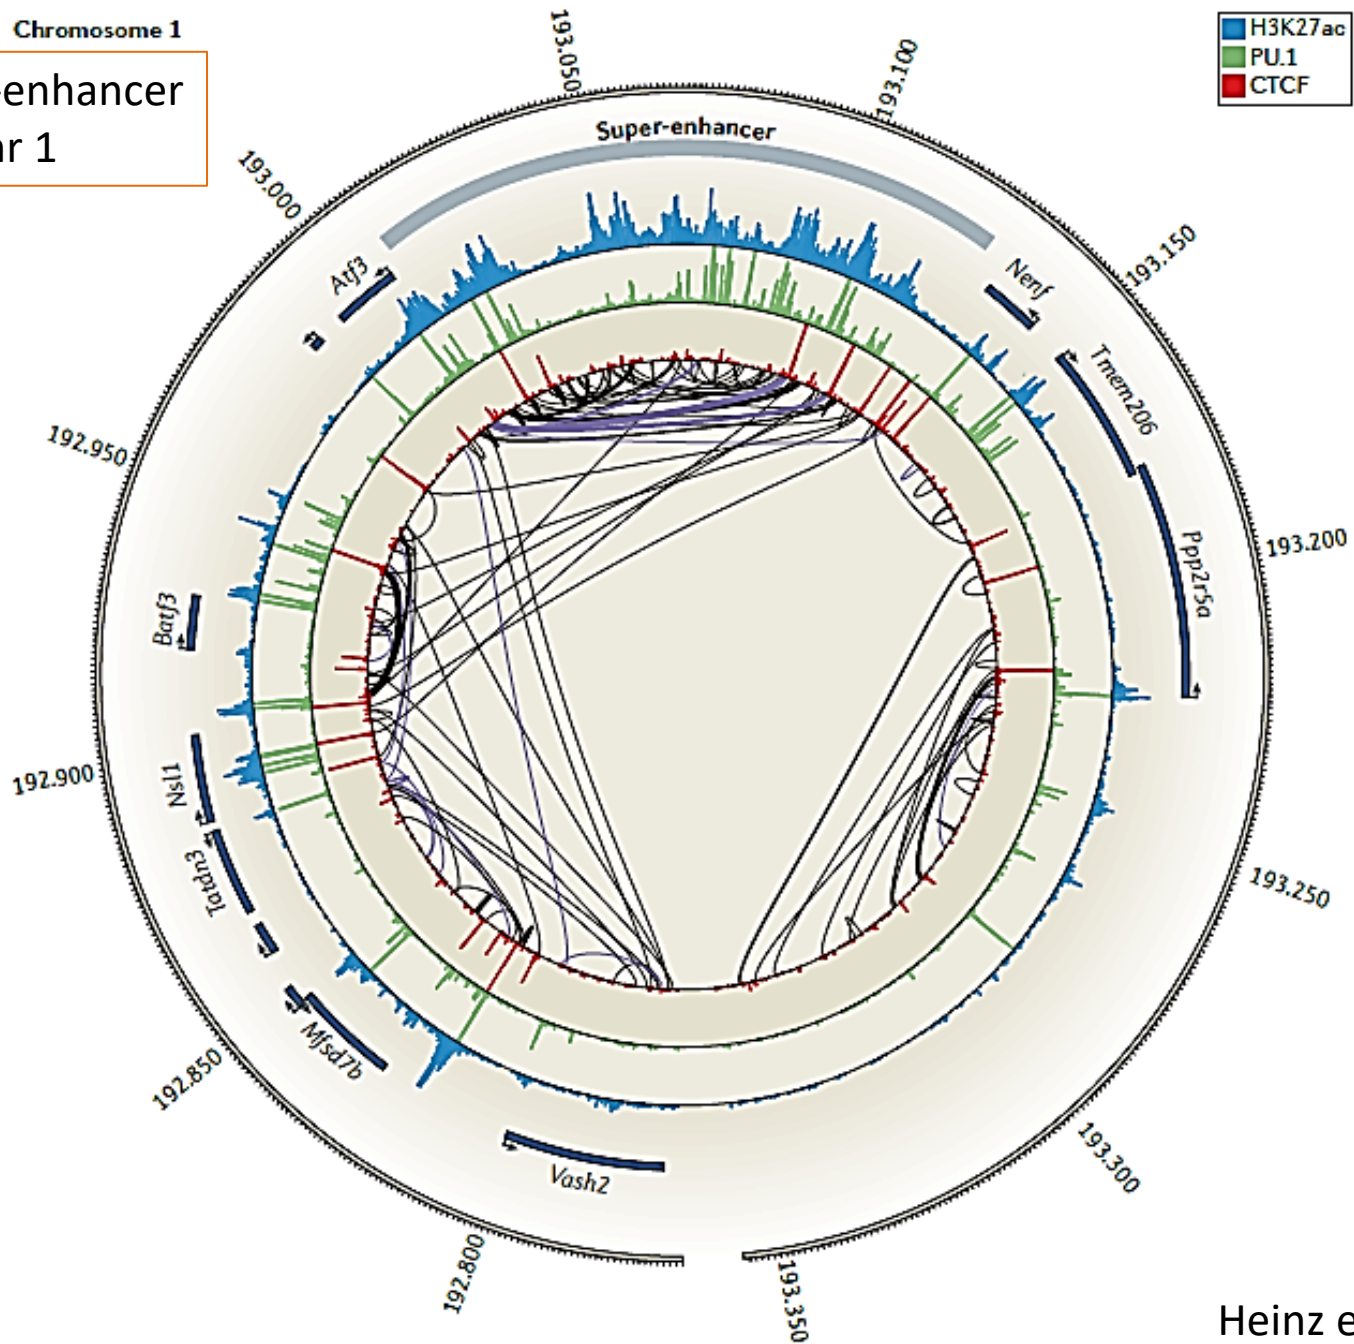 Chromosome 1
-enhancer
r 1
H3K27ac
PU.1
CTCF
Super-enhancer
193.050
193.100
193.000
193.150
192.950
193.200
192.900
193.250
192.850
193.300
192.800
193.350
Atf3
Nenf
Tmem206
Ppp2r5a
Batf3
Nsl1
Tatdn3
Mfsd7b
Vash2
Heinz e